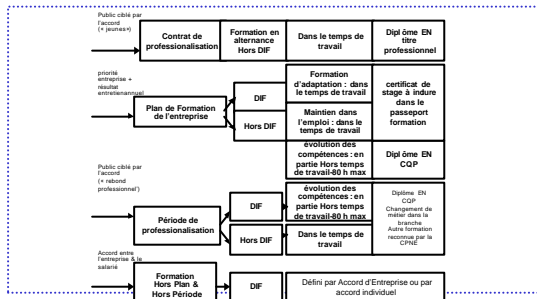 Public ciblé par
l'accord
(« jeunes»)
Contrat de
professionalisation
Formation en
alternance
Hors DIF
Dans le temps de
travail
Diplôme EN
titre
professionnel
priorité
entreprise +
résultat
entretienannuel
Plan de Formation
de l'entreprise
DIF
Hors DIF
Formation
d'adaptation : dans
le temps de travail
Maintien dans
l'emploi : dans le
temps de travail
évolution des
compétences : en
partie Hors temps
de travail-80 h max
certificat de
stage à indure
dans le
passeport
formation
Diplôme EN
CQP
Public ciblé par
l'accord
(« rebond
professionnel')
Période de
professionalisation
DIF
Hors DIF
évolution des
compétences : en
partie Hors temps
de travail-80 h max
Dans le temps de
travail
Diplôme EN
CQP
Changement de
métier dans la
branche
Autre formation
reconnue par la
CPNE
Accord entre
l'entreprise & le
salarié
Formation
Hors Plan &
Hors Période
DIF
Défini par Accord d'Entreprise ou par
accord individuel